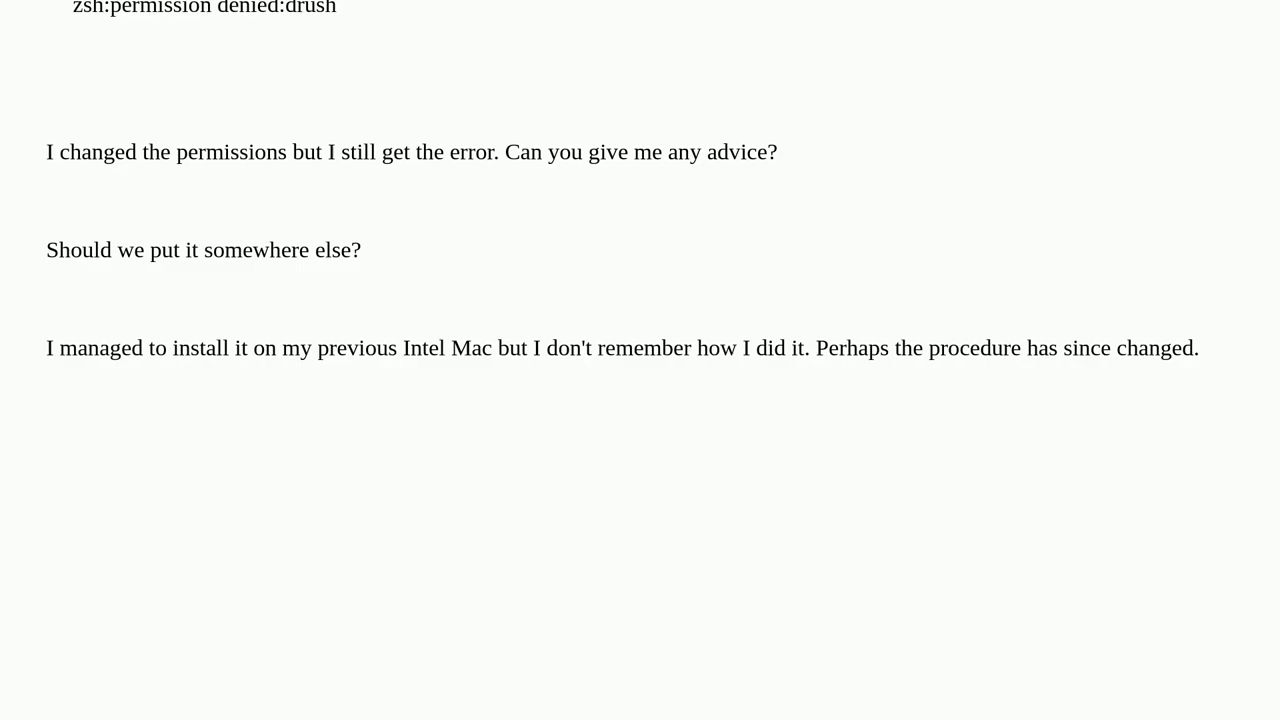 zsh:permission denied:drush
I changed the permissions but I still get the error. Can you give me any advice?
Should we put it somewhere else?
I managed to install it on my previous Intel Mac but I don't remember how I did it. Perhaps the procedure has since changed.